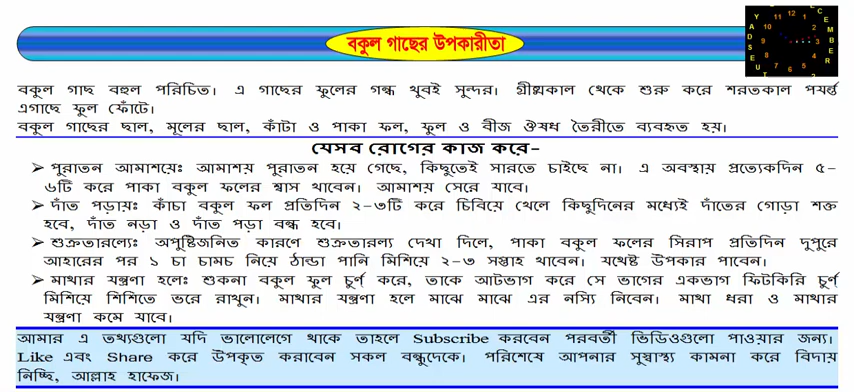 বকুল গাছের উপকারীতা
বকুল গাছ বহুল পরিচিত। এ গাছের ফুলের গন্ধ খুবই সুন্দর। গ্রীষ্মকাল থেকে শুরু করে শরতকাল পযর্ন্ত
এগাছে ফুল ফোঁটে।
বকুল গাছের ছাল, মূলের ছাল, কাঁটা ও পাকা ফল, ফুল ও বীজ ঔষধ তৈরীতে ব্যবহৃত হয়।
যেসব রোগের কাজ করে-
➢ পুরাতন আমাশয়েঃ আমাশয় পুরাতন হয়ে গেছে, কিছুতেই সারতে চাইছে না। এ অবস্থায় প্রত্যেকদিন ৫-
৬টি করে পাকা বকুল ফলের শ্বাস খাবেন। আমাশয় সেরে যাবে।
➢ দাঁত পড়ায়ঃ কাঁচা বকুল ফল প্রতিদিন ২-৩টি করে চিবিয়ে খেলে কিছুদিনের মধ্যেই দাঁতের গোড়া শক্ত
হবে, দাঁত নড়া ও দাঁত পড়া বন্ধ হবে।
➢ শুক্রতারল্যেঃ অপুষ্টিজনিত কারণে শুক্রতারল্য দেখা দিলে, পাকা বকুল ফলের সিরাপ প্রতিদিন দুপুরে
আহারের পর ১ চা চামচ নিয়ে ঠান্ডা পানি মিশিয়ে ২-৩ সপ্তাহ খাবেন। যথেষ্ট উপকার পাবেন।
➢ মাথার যন্ত্রণা হলেঃ শুকনা বকুল ফুল চুর্ণ করে, তাকে আটভাগ করে সে ভাগের একভাগ ফিটকিরি চুর্ণ
মিশিয়ে শিশিতে ভরে রাখুন। মাথার যন্ত্রণা হলে মাঝে মাঝে এর নস্যি নিবেন। মাথা ধরা ও মাথার
যন্ত্রণা কমে যাবে।
আমার এ তথ্যগুলো যদি ভালোলেগে থাকে তাহলে Subscribe করবেন পরবর্তী ভিডিওগুলো পাওয়ার জন্য।
Like এবং Share করে উপকৃত করাবেন সকল বন্ধুদেকে। পরিশেষে আপনার সুস্বাস্থ্য কামনা করে বিদায়
নিচ্ছি, আল্লাহ হাফেজ।